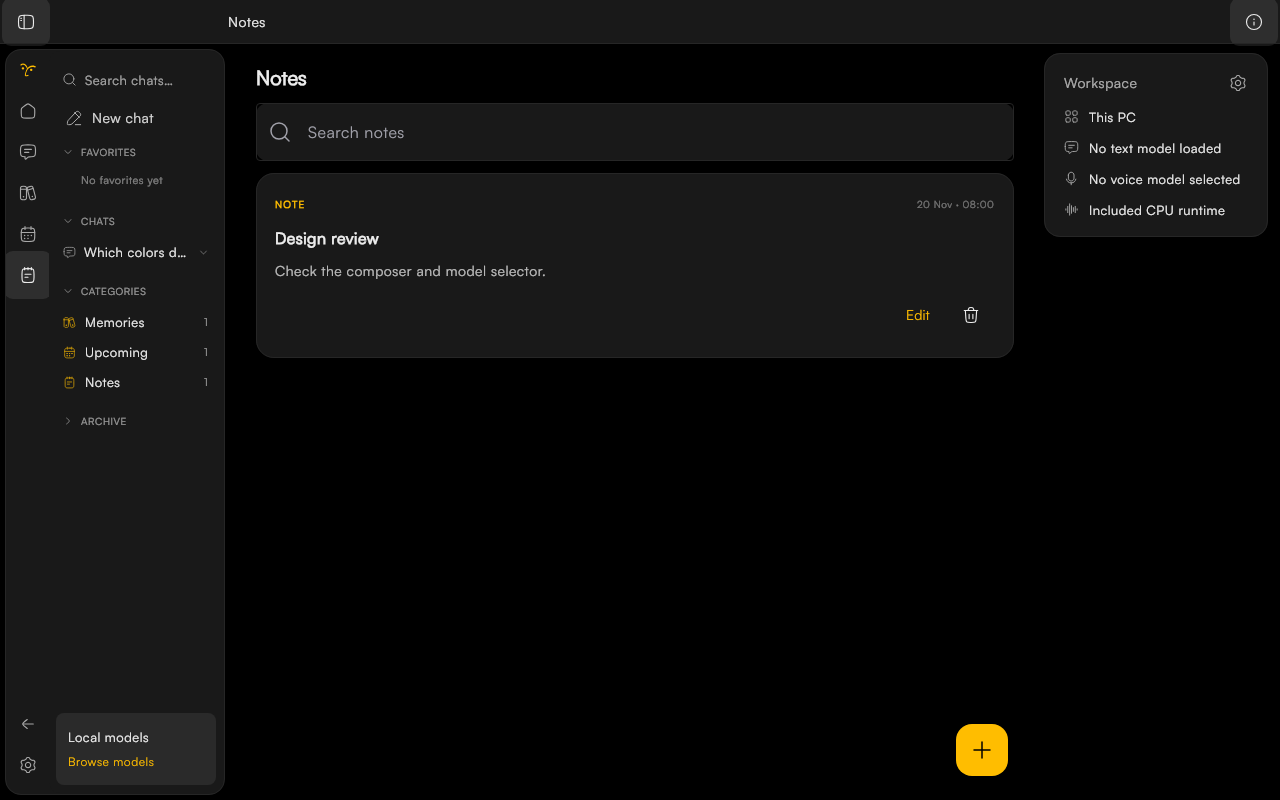 Notes
Search chats…
New chat
FAVORITES
No favorites yet
CHATS
Which colors d…
CATEGORIES
Memories 1
Upcoming 1
Notes 1
ARCHIVE
Local models
Browse models
Notes
Search notes
NOTE 20 Nov • 08:00
Design review
Check the composer and model selector.
Edit
Workspace
This PC
No text model loaded
No voice model selected
Included CPU runtime